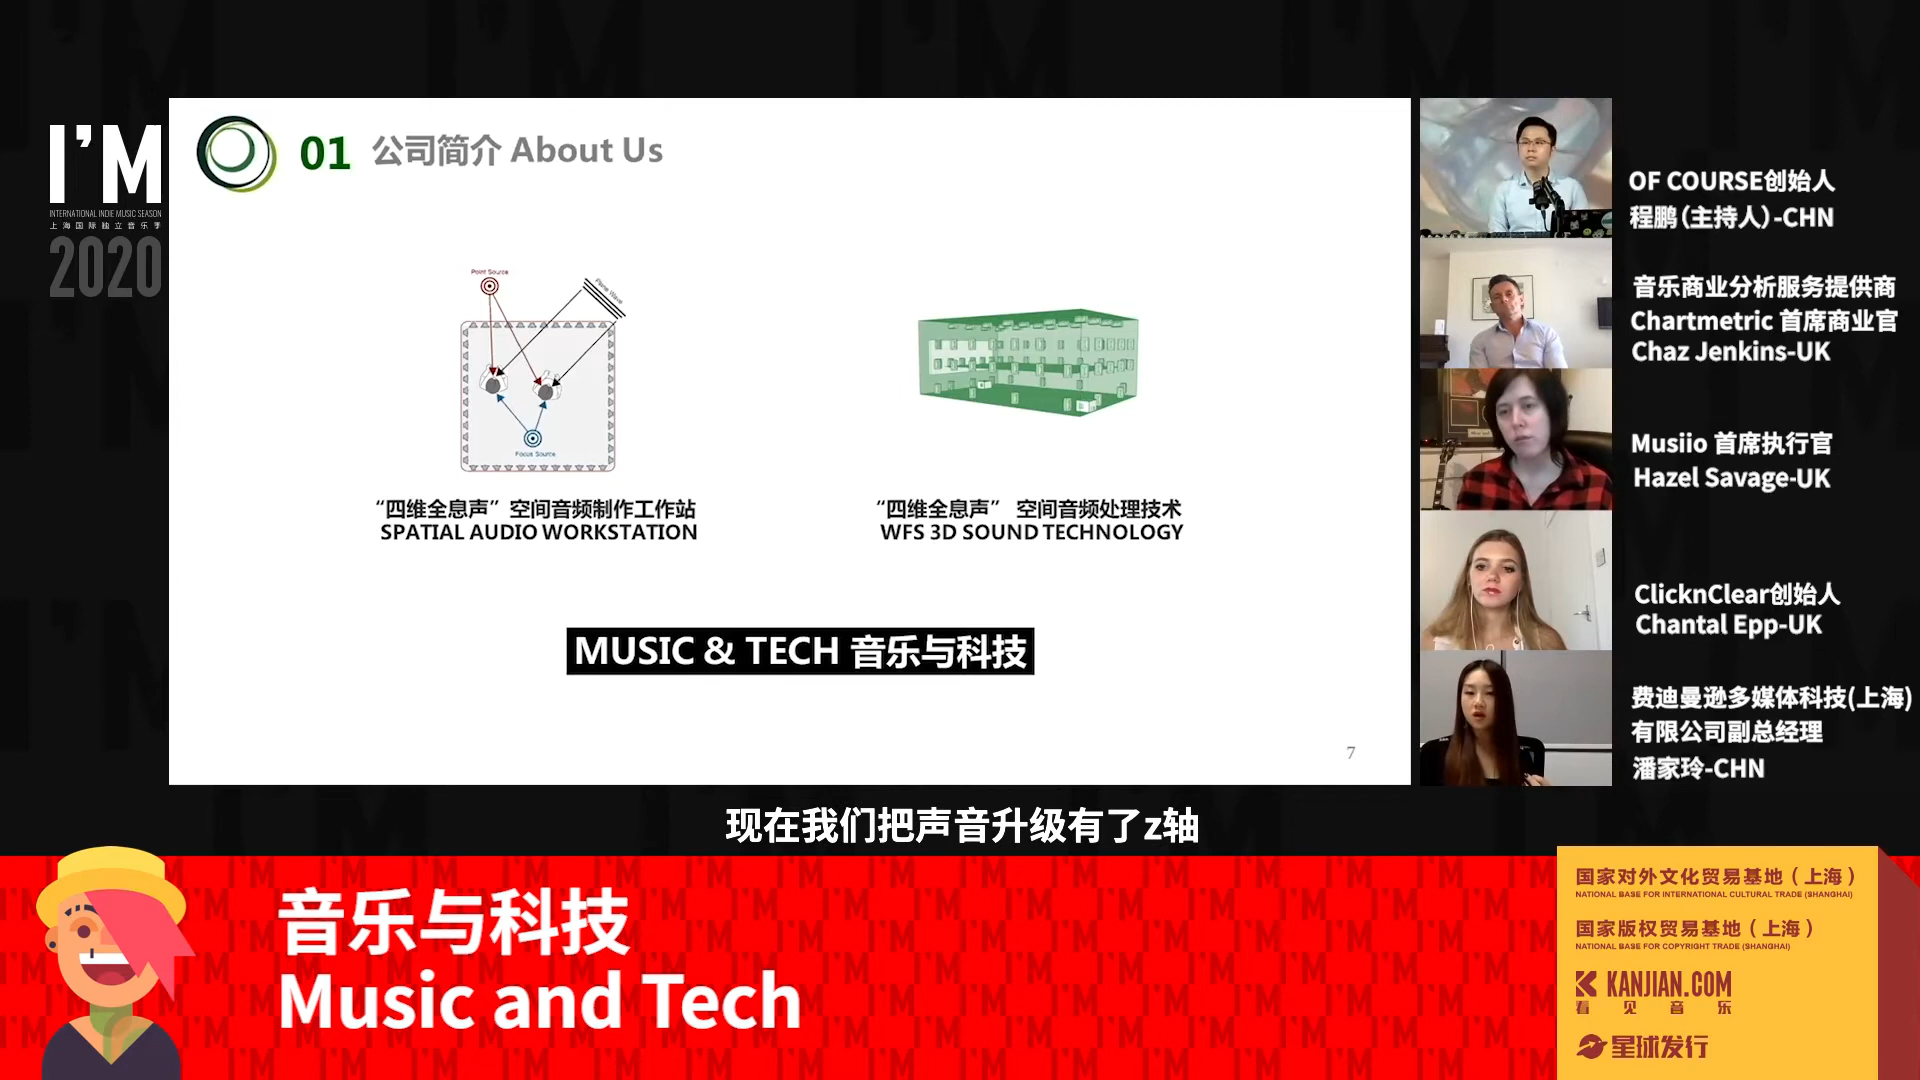 I'M
INTERNATIONAL INDIE MUSIC SEASON
上海国际独立音乐季
2020
01 公司简介 About Us
Point Source
Plane Wave
Focus Source
“四维全息声”空间音频制作工作站
SPATIAL AUDIO WORKSTATION
“四维全息声” 空间音频处理技术
WFS 3D SOUND TECHNOLOGY
MUSIC & TECH 音乐与科技
7
OF COURSE创始人
程鹏(主持人)-CHN
音乐商业分析服务提供商
Chartmetric 首席商业官
Chaz Jenkins-UK
Musiio 首席执行官
Hazel Savage-UK
ClicknClear创始人
Chantal Epp-UK
费迪曼逊多媒体科技(上海)
有限公司副总经理
潘家玲-CHN
现在我们把声音升级有了z轴
音乐与科技
Music and Tech
国家对外文化贸易基地（上海）
NATIONAL BASE FOR INTERNATIONAL CULTURAL TRADE (SHANGHAI)
国家版权贸易基地（上海）
NATIONAL BASE FOR COPYRIGHT TRADE (SHANGHAI)
KANJIAN.COM
看见音乐
星球发行